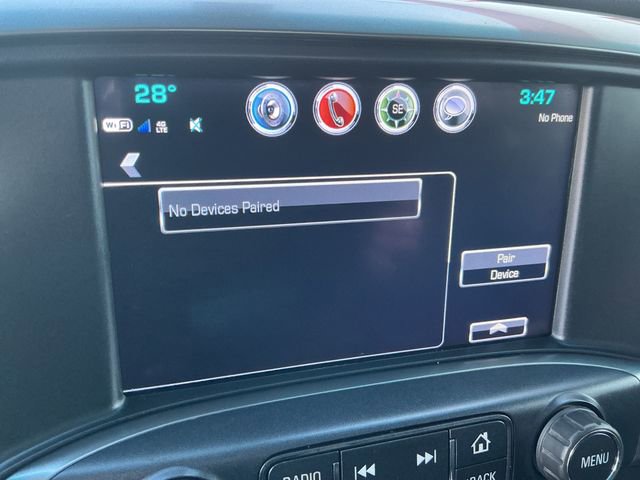 28°
3:47
Wi Fi
4G
LTE
SE
No Phone
No Devices Paired
Pair
Device
RADIO
BACK
MENU